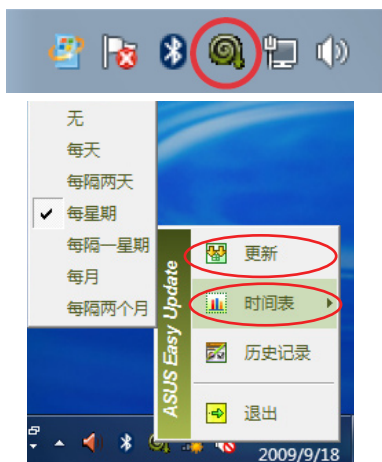 无
每天
每隔两天
每星期
每隔一星期
每月
每隔两个月
ASUS Easy Update
更新
时间表
历史记录
退出
2009/9/18